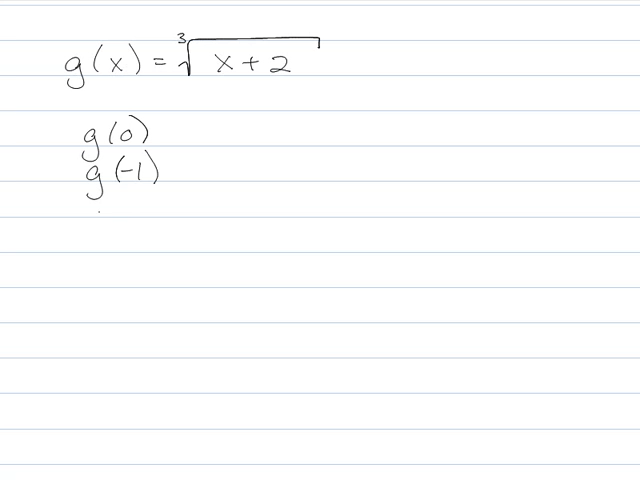 g(x) = ∛(x+2)
g(0)
g(-1)